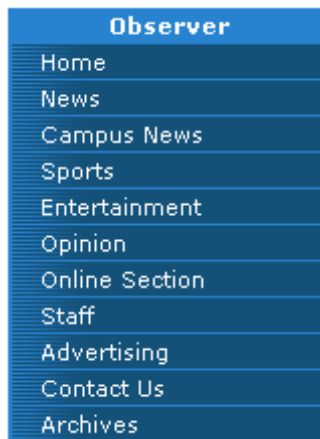 Observer
Home
News
Campus News
Sports
Entertainment
Opinion
Online Section
Staff
Advertising
Contact Us
Archives